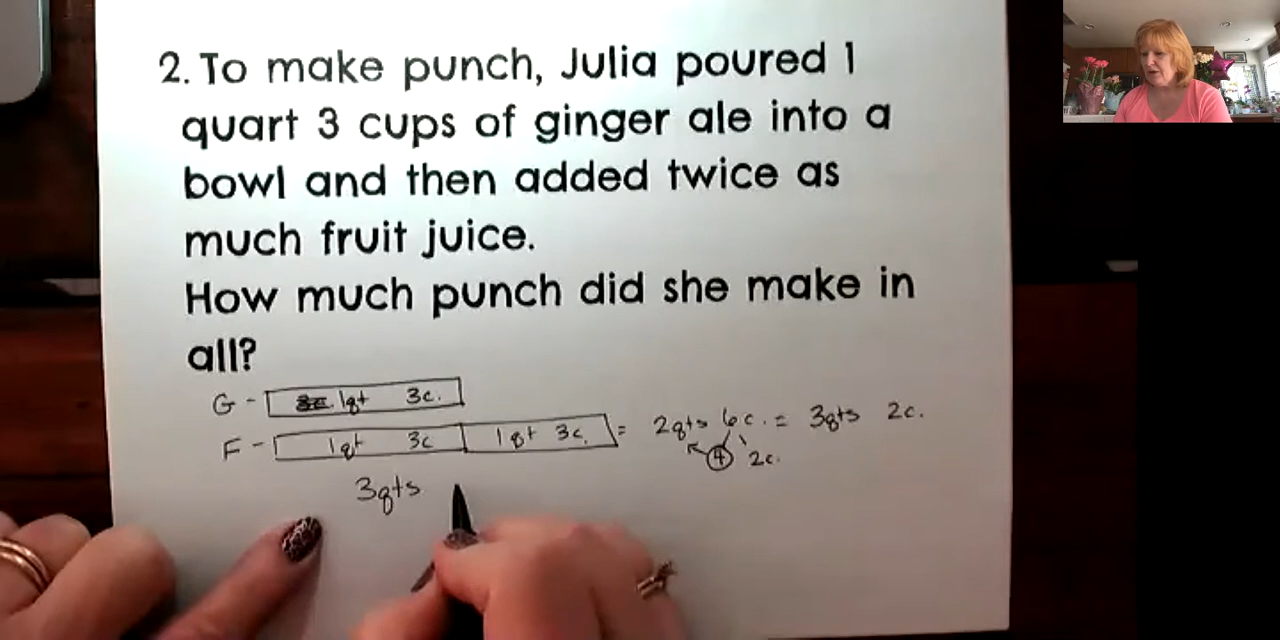 2. To make punch, Julia poured 1
quart 3 cups of ginger ale into a
bowl and then added twice as
much fruit juice.
How much punch did she make in
all?
G - 1qt 3c.
F - 1qt 3c 1qt 3c. = 2qts 6c. = 3qts 2c.
4 2c.
3qts